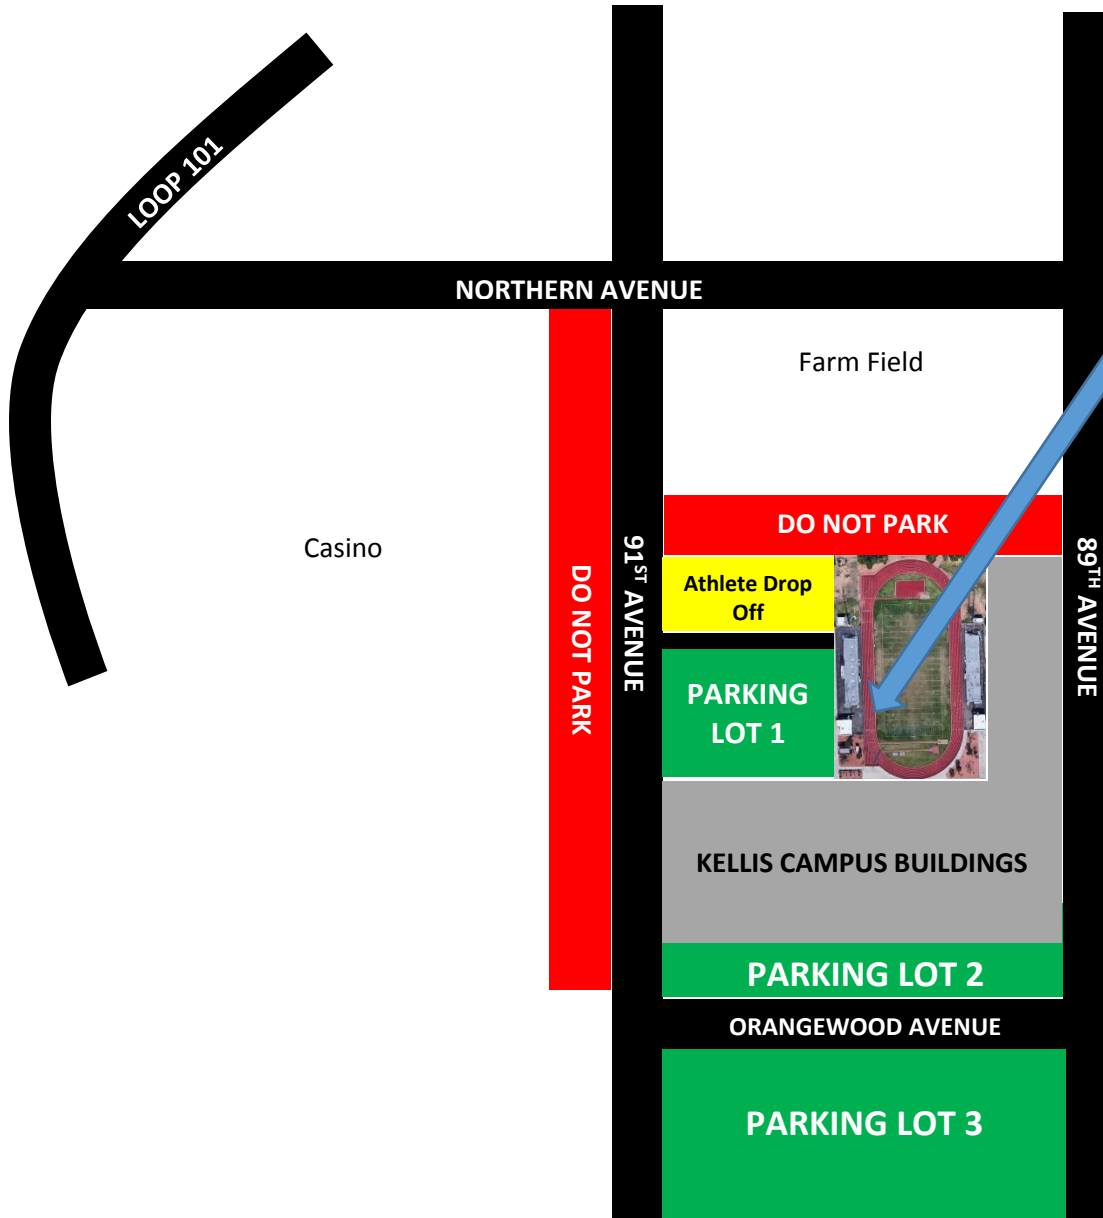 LOOP 101
NORTHERN AVENUE
Farm Field
DO NOT PARK
Casino
DO NOT PARK
91ST AVENUE
Athlete Drop
Off
89TH AVENUE
PARKING
LOT 1
KELLIS CAMPUS BUILDINGS
PARKING LOT 2
ORANGEWOOD AVENUE
PARKING LOT 3